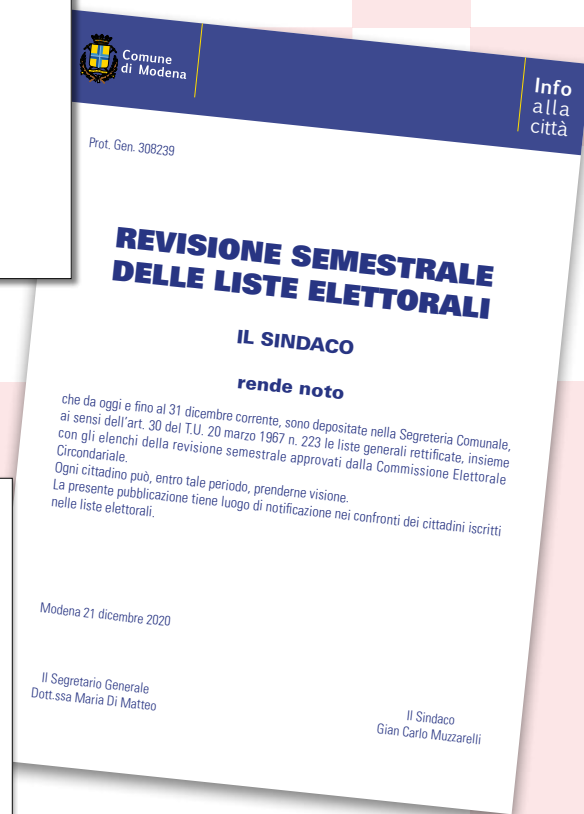 Comune
di Modena
Info
alla
città
Prot. Gen. 308239
REVISIONE SEMESTRALE
DELLE LISTE ELETTORALI
IL SINDACO
rende noto
che da oggi e fino al 31 dicembre corrente, sono depositate nella Segreteria Comunale,
ai sensi dell'art. 30 del T.U. 20 marzo 1967 n. 223 le liste generali rettificate, insieme
con gli elenchi della revisione semestrale approvati dalla Commissione Elettorale
Circondariale.
Ogni cittadino può, entro tale periodo, prenderne visione.
La presente pubblicazione tiene luogo di notificazione nei confronti dei cittadini iscritti
nelle liste elettorali.
Modena 21 dicembre 2020
Il Segretario Generale
Dott.ssa Maria Di Matteo
Il Sindaco
Gian Carlo Muzzarelli